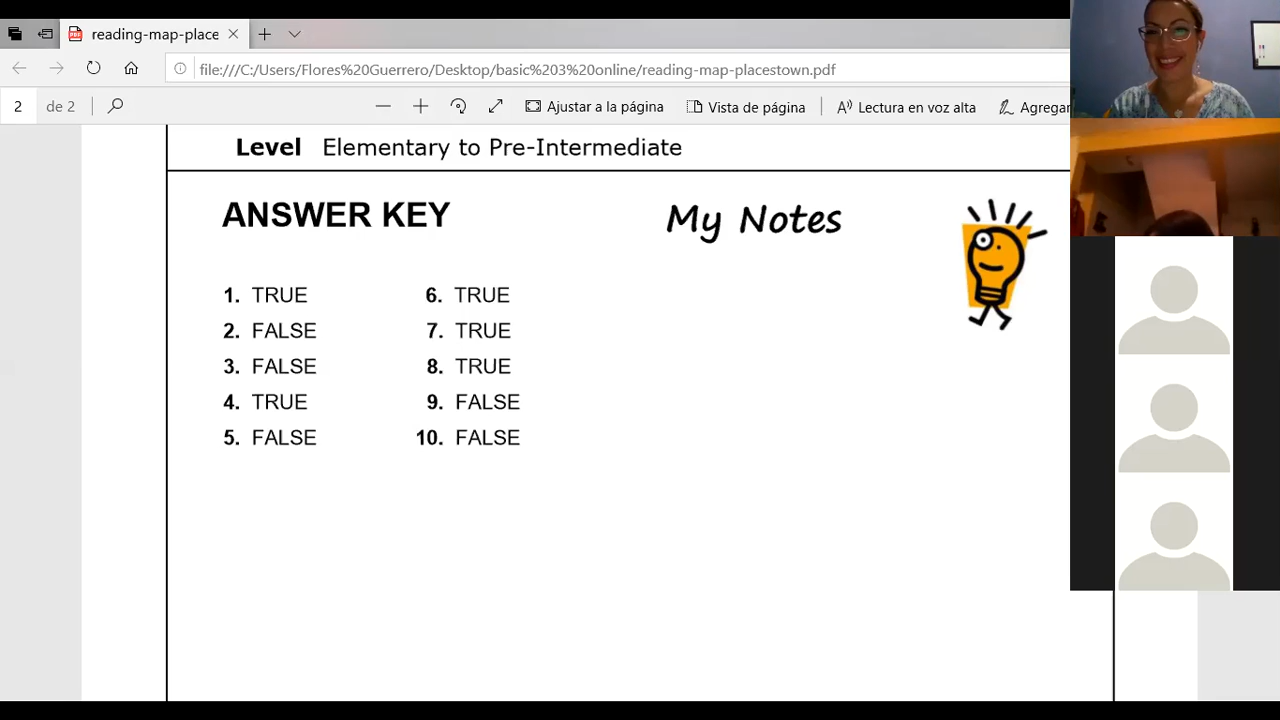 reading-map-place
file:///C:/Users/Flores%20Guerrero/Desktop/basic%203%20online/reading-map-placestown.pdf
2 de 2 Ajustar a la página Vista de página A Lectura en voz alta Agregar
Level Elementary to Pre-Intermediate
ANSWER KEY
My Notes
1. TRUE
2. FALSE
3. FALSE
4. TRUE
5. FALSE
6. TRUE
7. TRUE
8. TRUE
9. FALSE
10. FALSE